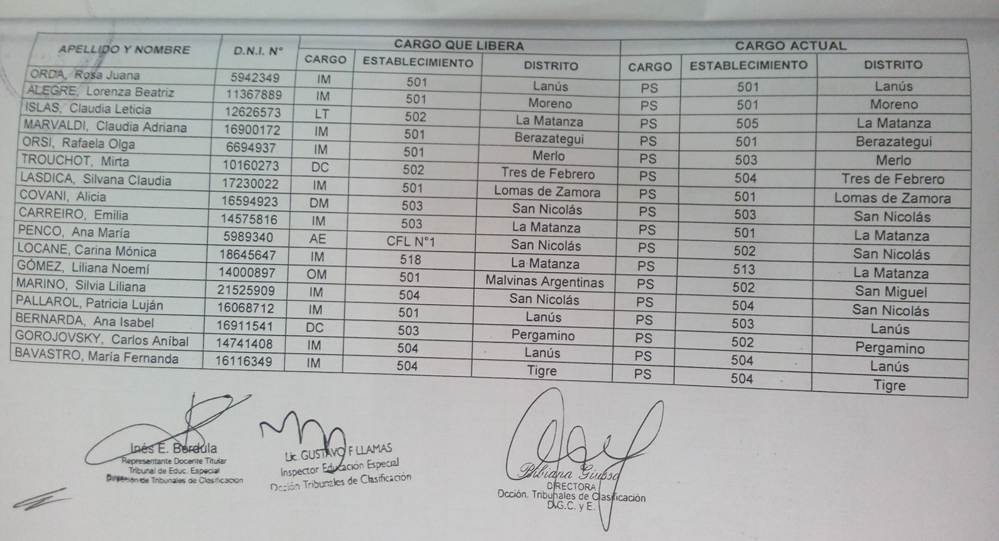 APELLIDO Y NOMBRE D.N.I. N° CARGO QUE LIBERA CARGO ACTUAL
CARGO ESTABLECIMIENTO DISTRITO CARGO ESTABLECIMIENTO DISTRITO
ORDA, Rosa Juana 5942349 IM 501 Lanús PS 501 Lanús
ALEGRE, Lorenza Beatriz 11367889 IM 501 Moreno PS 501 Moreno
ISLAS, Claudia Leticia 12626573 LT 502 La Matanza PS 505 La Matanza
MARVALDI, Claudia Adriana 16900172 IM 501 Berazategui PS 501 Berazategui
ORSI, Rafaela Olga 6694937 IM 501 Merlo PS 503 Merlo
TROUCHOT, Mirta 10160273 DC 502 Tres de Febrero PS 504 Tres de Febrero
LASDICA, Silvana Claudia 17230022 IM 501 Lomas de Zamora PS 501 Lomas de Zamora
COVANI, Alicia 16594923 DM 503 San Nicolás PS 503 San Nicolás
CARREIRO, Emilia 14575816 IM 503 La Matanza PS 501 La Matanza
PENCO, Ana María 5989340 AE CFL N°1 San Nicolás PS 502 San Nicolás
LOCANE, Carina Mónica 18645647 IM 518 La Matanza PS 513 La Matanza
GÓMEZ, Liliana Noemí 14000897 OM 501 Malvinas Argentinas PS 502 San Miguel
MARINO, Silvia Liliana 21525909 IM 504 San Nicolás PS 504 San Nicolás
PALLAROL, Patricia Luján 16068712 IM 501 Lanús PS 503 Lanús
BERNARDA, Ana Isabel 16911541 DC 503 Pergamino PS 502 Pergamino
GOROJOVSKY, Carlos Aníbal 14741408 IM 504 Lanús PS 504 Lanús
BAVASTRO, María Fernanda 16116349 IM 504 Tigre PS 504 Tigre
Inés E. Berdula
Representante Docente Titular
Tribunal de Educ. Especial
Dirección de Tribunales de Clasificacion
Lic. GUSTAVO F LLAMAS
Inspector Educación Especial
Dcción Tribunales de Clasificación
Bibiana Giusso
DIRECTORA
Dcción. Tribunales de Clasificación
D.G.C. y E.